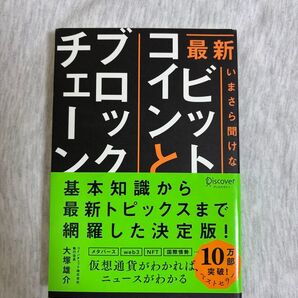 最新
いまさら聞けな
ビット
コインと
ブロック
チェーン
Discover
基本知識から
最新トピックスまで
網羅した決定版!
メタバース web3 NFT 国際情勢
10万部
突破!
仮想通貨がわかれば
ニュースがわかる
大塚雄介